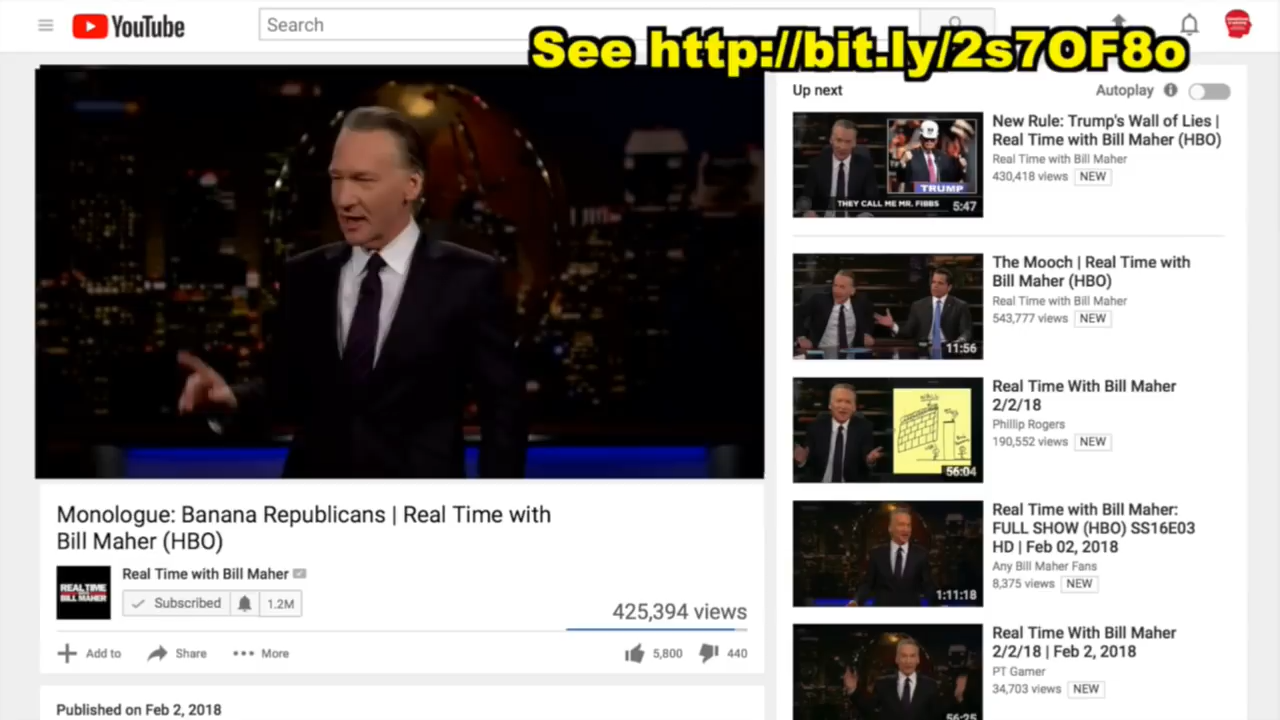 YouTube
Search
See http://bit.ly/2s7OF8o
Up next
Autoplay
New Rule: Trump's Wall of Lies |
Real Time with Bill Maher (HBO)
Real Time with Bill Maher
430,418 views NEW
TRUMP
THEY CALL ME MR. FIBBS
5:47
The Mooch | Real Time with
Bill Maher (HBO)
Real Time with Bill Maher
543,777 views NEW
11:56
Real Time With Bill Maher
2/2/18
Phillip Rogers
190,552 views NEW
56:04
Real Time with Bill Maher:
FULL SHOW (HBO) SS16E03
HD | Feb 02, 2018
Any Bill Maher Fans
8,375 views NEW
1:11:18
Real Time With Bill Maher
2/2/18 | Feb 2, 2018
PT Gamer
34,703 views NEW
56:25
Monologue: Banana Republicans | Real Time with
Bill Maher (HBO)
REAL TIME
BILL MAHER
Real Time with Bill Maher
Subscribed 1.2M
425,394 views
Add to Share More 5,800 440
Published on Feb 2, 2018